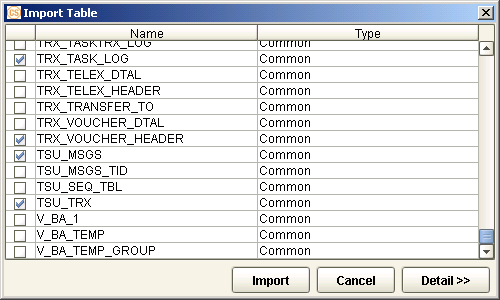 CS Import Table
Name Type
TRX_TASKTRX_LOG Common
TRX_TASK_LOG Common
TRX_TELEX_DTAL Common
TRX_TELEX_HEADER Common
TRX_TRANSFER_TO Common
TRX_VOUCHER_DTAL Common
TRX_VOUCHER_HEADER Common
TSU_MSGS Common
TSU_MSGS_TID Common
TSU_SEQ_TBL Common
TSU_TRX Common
V_BA_1 Common
V_BA_TEMP Common
V_BA_TEMP_GROUP Common
Import Cancel Detail >>